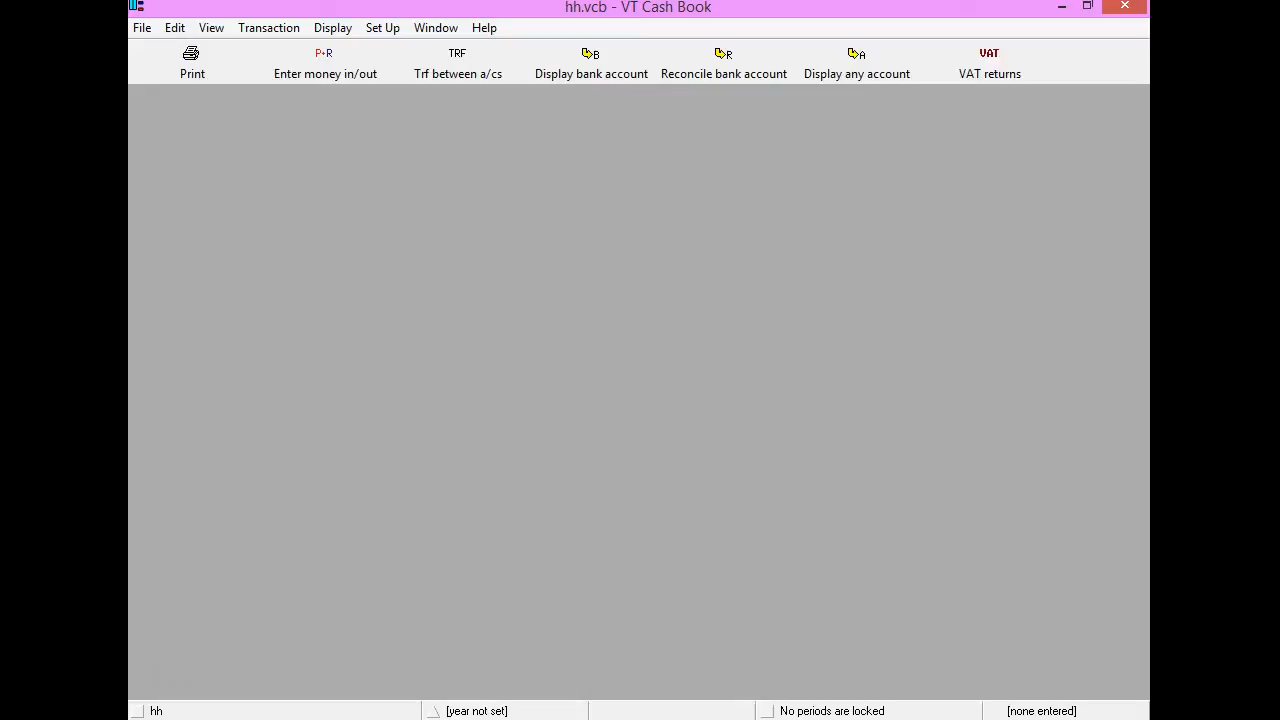 hh.vcb - VT Cash Book
File Edit View Transaction Display Set Up Window Help
P+R TRF B R A VAT
Print Enter money in/out Trf between a/cs Display bank account Reconcile bank account Display any account VAT returns
hh [year not set] No periods are locked [none entered]